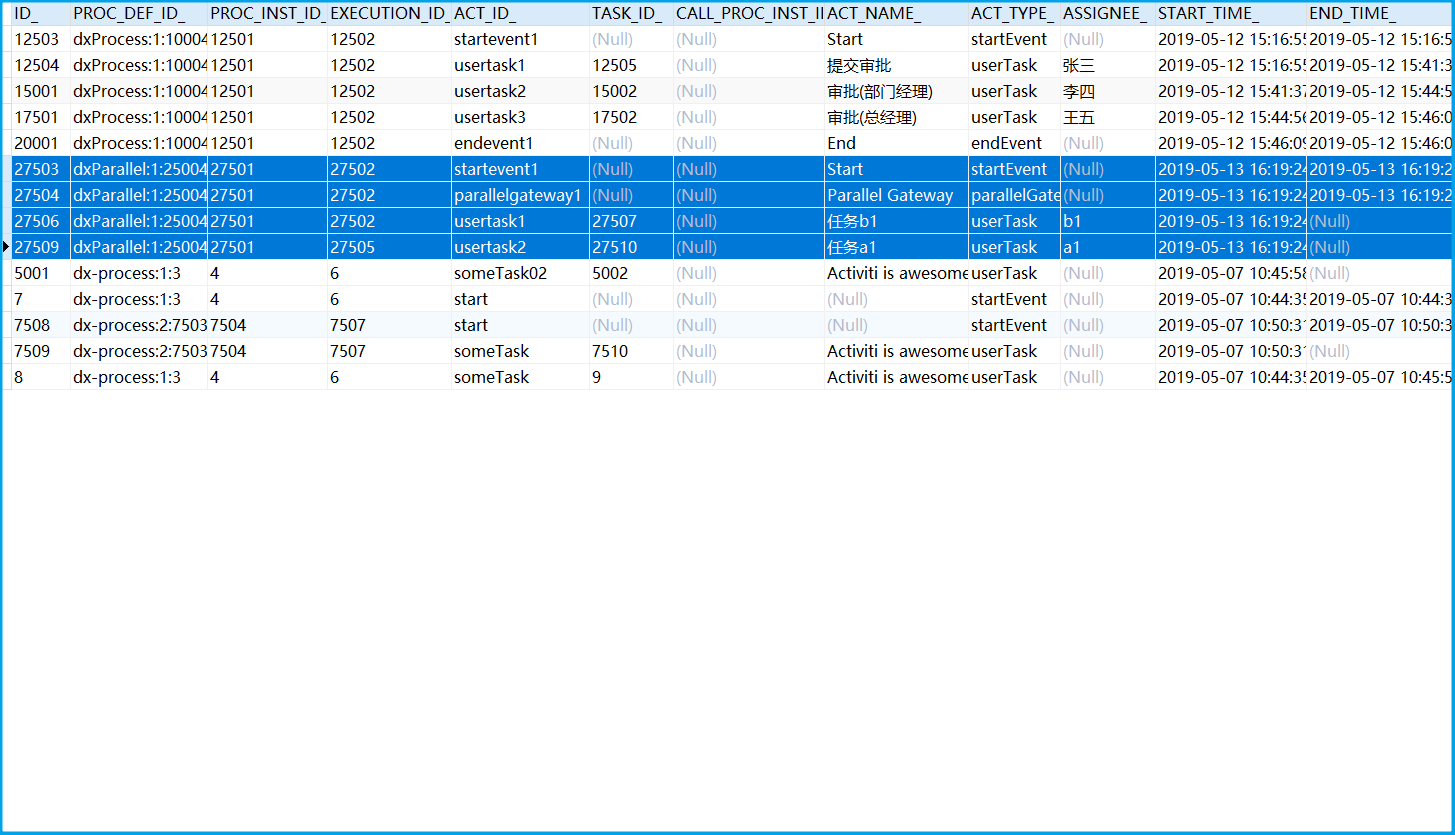 ID_ PROC_DEF_ID_ PROC_INST_ID_ EXECUTION_ID_ ACT_ID_ TASK_ID_ CALL_PROC_INST_I ACT_NAME_ ACT_TYPE_ ASSIGNEE_ START_TIME_ END_TIME_
12503 dxProcess:1:10004 12501 12502 startevent1 (Null) (Null) Start startEvent (Null) 2019-05-12 15:16:55 2019-05-12 15:16:5
12504 dxProcess:1:10004 12501 12502 usertask1 12505 (Null) 提交审批 userTask 张三 2019-05-12 15:16:55 2019-05-12 15:41:3
15001 dxProcess:1:10004 12501 12502 usertask2 15002 (Null) 审批(部门经理) userTask 李四 2019-05-12 15:41:37 2019-05-12 15:44:5
17501 dxProcess:1:10004 12501 12502 usertask3 17502 (Null) 审批(总经理) userTask 王五 2019-05-12 15:44:56 2019-05-12 15:46:0
20001 dxProcess:1:10004 12501 12502 endevent1 (Null) (Null) End endEvent (Null) 2019-05-12 15:46:09 2019-05-12 15:46:0
27503 dxParallel:1:25004 27501 27502 startevent1 (Null) (Null) Start startEvent (Null) 2019-05-13 16:19:24 2019-05-13 16:19:2
27504 dxParallel:1:25004 27501 27502 parallelgateway1 (Null) (Null) Parallel Gateway parallelGate (Null) 2019-05-13 16:19:24 2019-05-13 16:19:2
27506 dxParallel:1:25004 27501 27502 usertask1 27507 (Null) 任务b1 userTask b1 2019-05-13 16:19:24 (Null)
27509 dxParallel:1:25004 27501 27505 usertask2 27510 (Null) 任务a1 userTask a1 2019-05-13 16:19:24 (Null)
5001 dx-process:1:3 4 6 someTask02 5002 (Null) Activiti is awesome userTask (Null) 2019-05-07 10:45:58 (Null)
7 dx-process:1:3 4 6 start (Null) (Null) (Null) startEvent (Null) 2019-05-07 10:44:35 2019-05-07 10:44:3
7508 dx-process:2:7503 7504 7507 start (Null) (Null) (Null) startEvent (Null) 2019-05-07 10:50:31 2019-05-07 10:50:3
7509 dx-process:2:7503 7504 7507 someTask 7510 (Null) Activiti is awesome userTask (Null) 2019-05-07 10:50:31 (Null)
8 dx-process:1:3 4 6 someTask 9 (Null) Activiti is awesome userTask (Null) 2019-05-07 10:44:35 2019-05-07 10:45:5